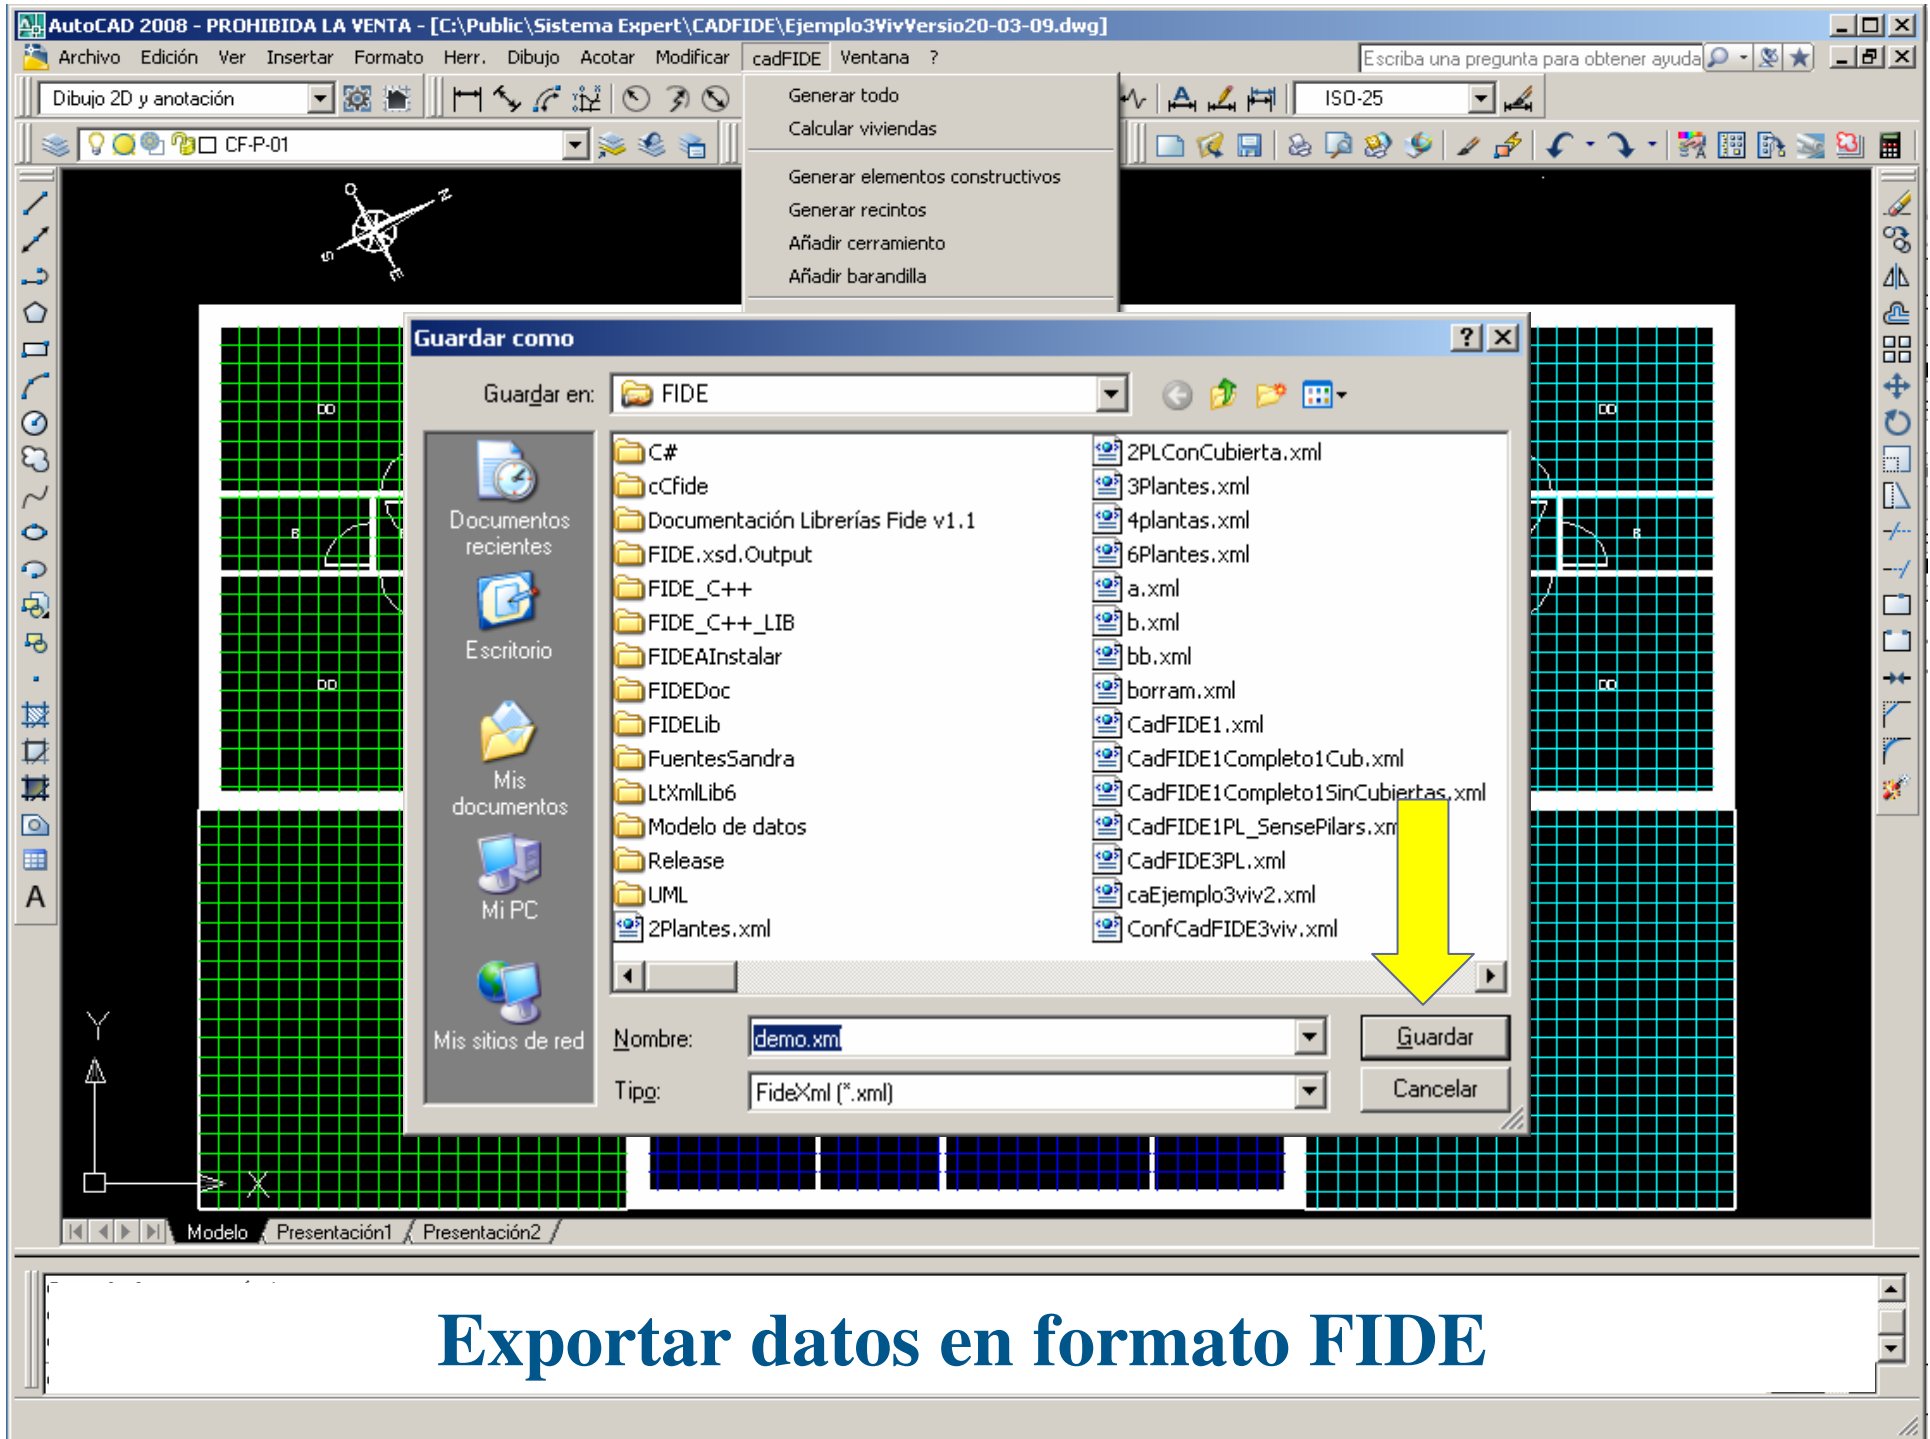 AutoCAD 2008 - PROHIBIDA LA VENTA - [C:\Public\Sistema Expert\CADFIDE\Ejemplo3VivVersio20-03-09.dwg]
Archivo Edición Ver Insertar Formato Herr. Dibujo Acotar Modificar cadFIDE Ventana ?
Escriba una pregunta para obtener ayuda
Dibujo 2D y anotación
ISO-25
CF-P-01
Generar todo
Calcular viviendas
Generar elementos constructivos
Generar recintos
Añadir cerramiento
Añadir barandilla
O
N
S
E
Guardar como
Guardar en:
FIDE
Documentos recientes
Escritorio
Mis documentos
Mi PC
Mis sitios de red
C#
cCfide
Documentación Librerías Fide v1.1
FIDE.xsd.Output
FIDE_C++
FIDE_C++_LIB
FIDEAInstalar
FIDEDoc
FIDELib
FuentesSandra
LtXmlLib6
Modelo de datos
Release
UML
2Plantes.xml
2PLConCubierta.xml
3Plantes.xml
4plantas.xml
6Plantes.xml
a.xml
b.xml
bb.xml
borram.xml
CadFIDE1.xml
CadFIDE1Completo1Cub.xml
CadFIDE1Completo1SinCubiertas.xml
CadFIDE1PL_SensePilars.xm
CadFIDE3PL.xml
caEjemplo3viv2.xml
ConfCadFIDE3viv.xml
Nombre:
demo.xml
Guardar
Tipo:
FideXml (*.xml)
Cancelar
DD
DD
B
B
DD
DD
Y
X
A
Modelo Presentación1 Presentación2
Exportar datos en formato FIDE